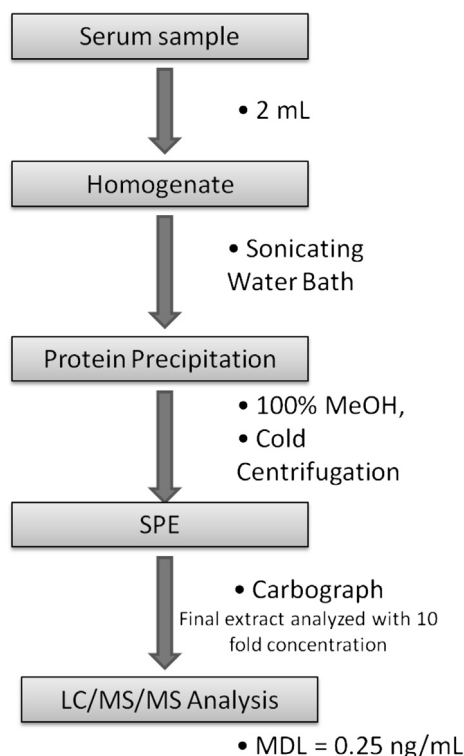 Serum sample
• 2 mL
Homogenate
• Sonicating
Water Bath
Protein Precipitation
• 100% MeOH,
• Cold
Centrifugation
SPE
• Carbograph
Final extract analyzed with 10
fold concentration
LC/MS/MS Analysis
• MDL = 0.25 ng/mL